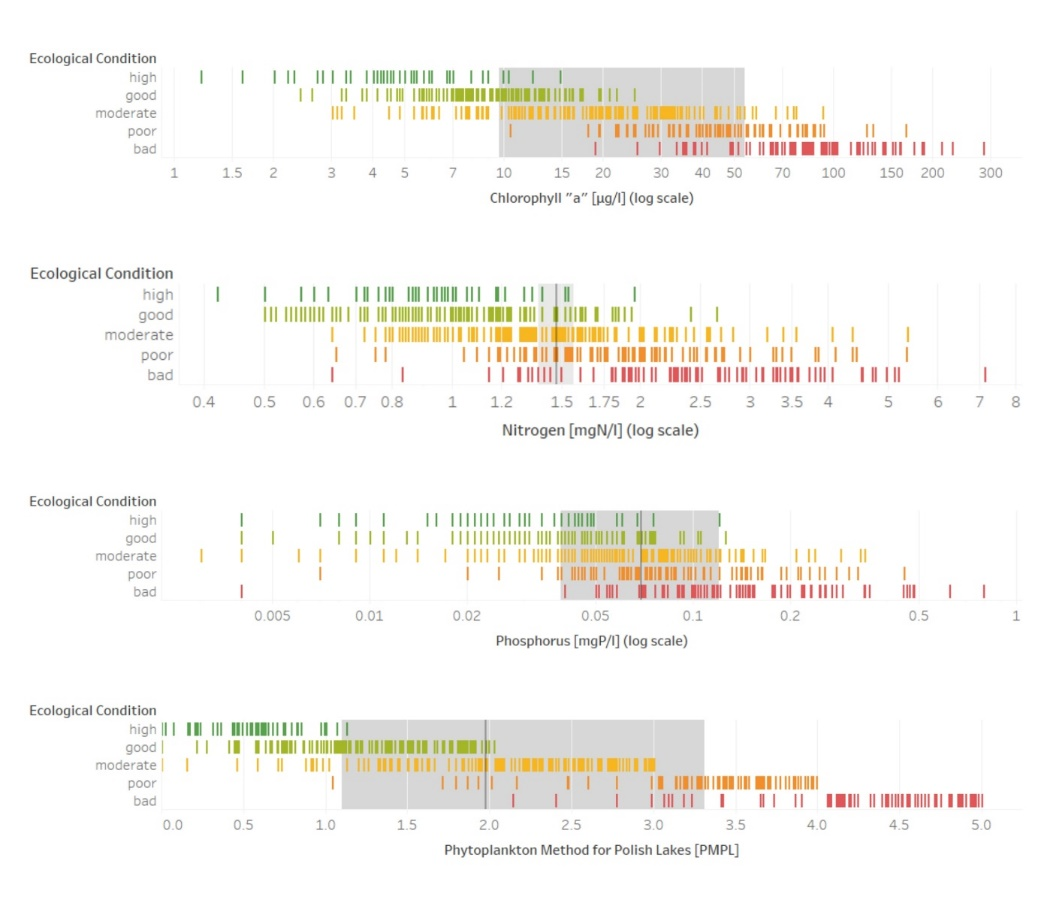 Ecological Condition
high
good
moderate
poor
bad
1 1.5 2 3 4 5 7 10 15 20 30 40 50 70 100 150 200 300
Chlorophyll "a" [µg/l] (log scale)
Ecological Condition
high
good
moderate
poor
bad
0.4 0.5 0.6 0.7 0.8 1 1.2 1.5 1.75 2 2.5 3 3.5 4 5 6 7 8
Nitrogen [mgN/l] (log scale)
Ecological Condition
high
good
moderate
poor
bad
0.005 0.01 0.02 0.05 0.1 0.2 0.5 1
Phosphorus [mgP/l] (log scale)
Ecological Condition
high
good
moderate
poor
bad
0.0 0.5 1.0 1.5 2.0 2.5 3.0 3.5 4.0 4.5 5.0
Phytoplankton Method for Polish Lakes [PMPL]